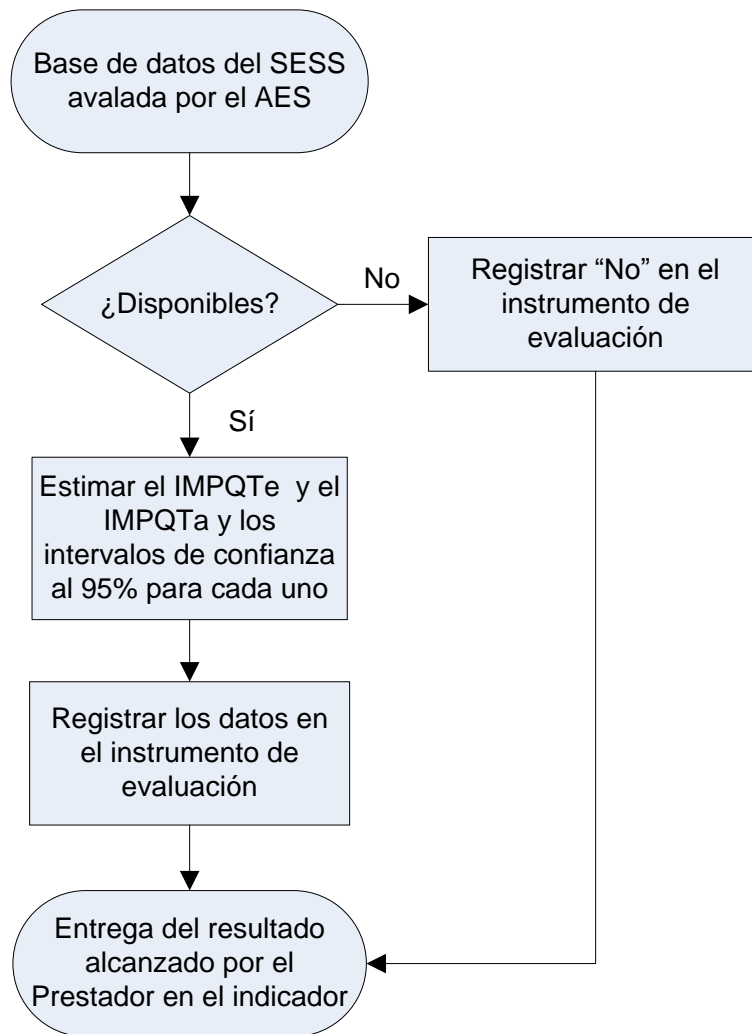 Base de datos del SESS
avalada por el AES
¿Disponibles?
No
Registrar “No” en el
instrumento de
evaluación
Sí
Estimar el IMPQTe y el
IMPQTa y los
intervalos de confianza
al 95% para cada uno
Registrar los datos en
el instrumento de
evaluación
Entrega del resultado
alcanzado por el
Prestador en el indicador